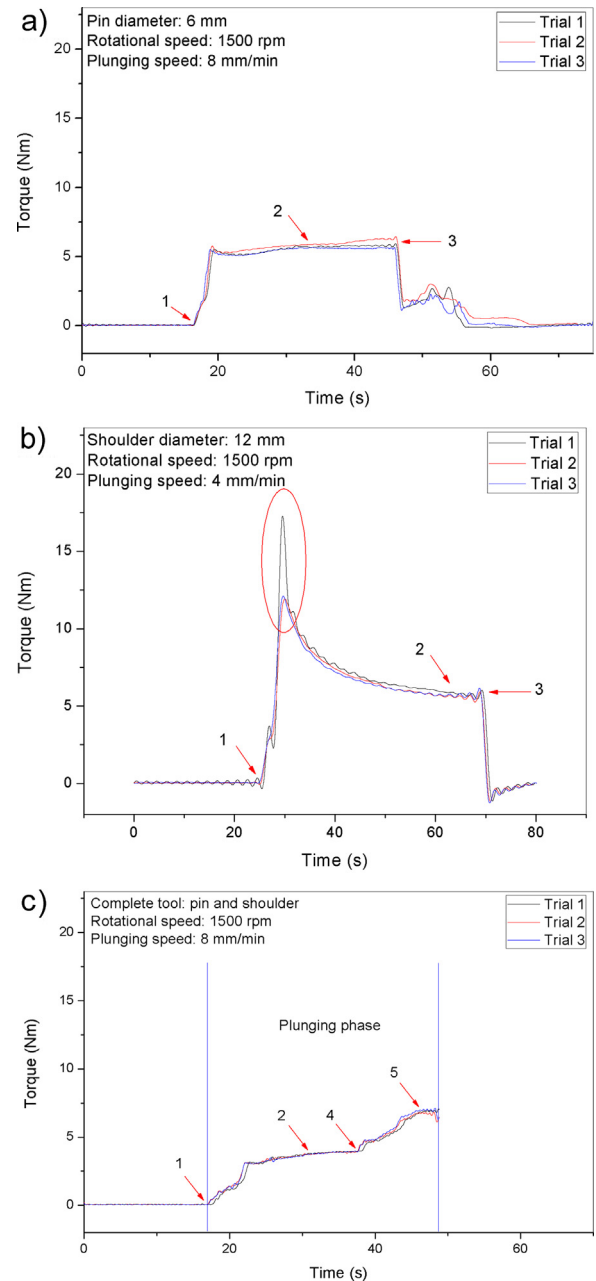 a)
Pin diameter: 6 mm
Rotational speed: 1500 rpm
Plunging speed: 8 mm/min
Trial 1
Trial 2
Trial 3
20
15
10
5
0
Torque (Nm)
1
2
3
0 20 40 60
Time (s)
b)
Shoulder diameter: 12 mm
Rotational speed: 1500 rpm
Plunging speed: 4 mm/min
Trial 1
Trial 2
Trial 3
20
15
10
5
0
Torque (Nm)
1
2
3
0 20 40 60 80
Time (s)
c)
Complete tool: pin and shoulder
Rotational speed: 1500 rpm
Plunging speed: 8 mm/min
Trial 1
Trial 2
Trial 3
20
15
10
5
0
Torque (Nm)
Plunging phase
1
2
4
5
0 20 40 60
Time (s)